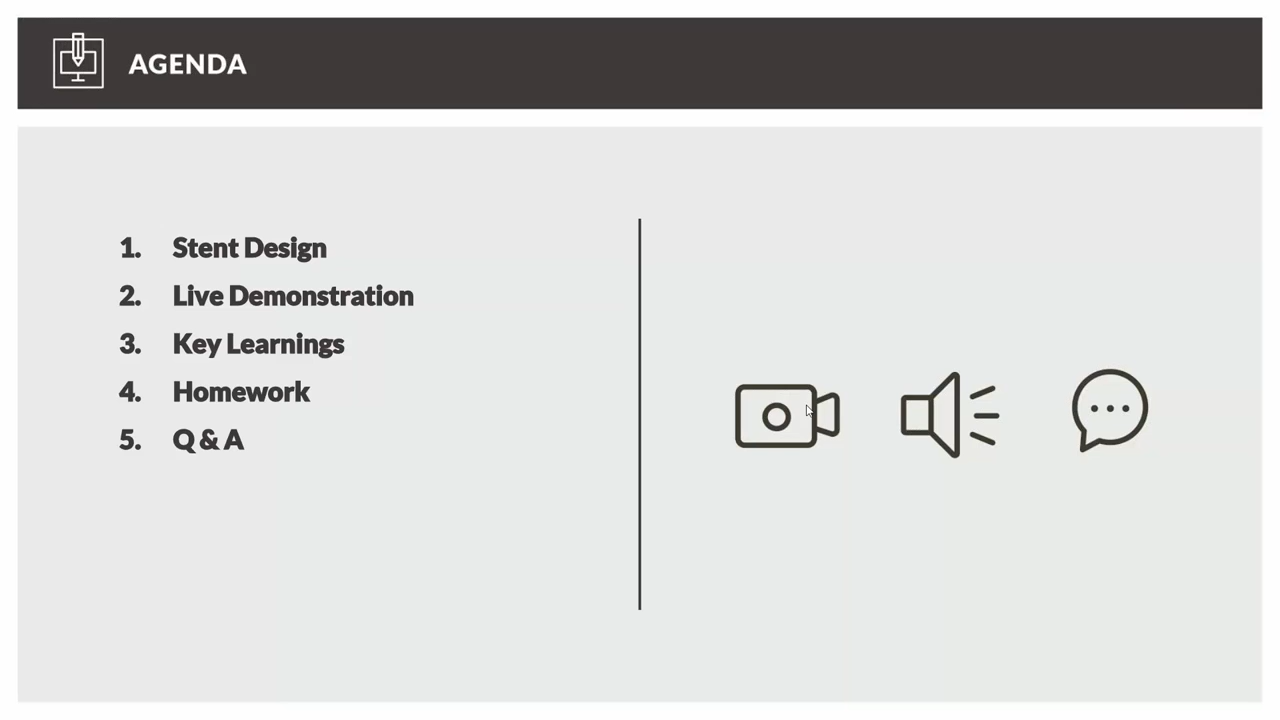 AGENDA
1. Stent Design
2. Live Demonstration
3. Key Learnings
4. Homework
5. Q & A